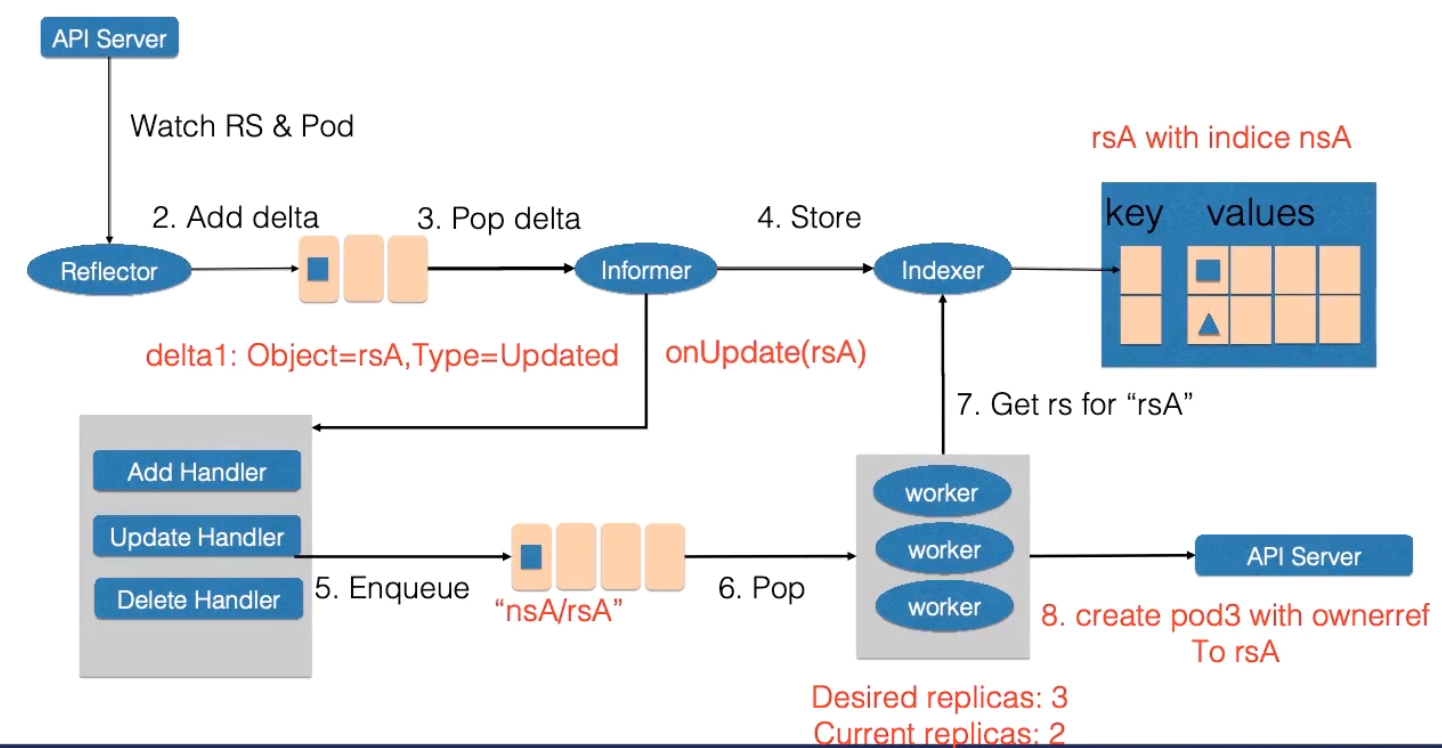 API Server
Watch RS & Pod
rsA with indice nsA
key values
2. Add delta
3. Pop delta
4. Store
Reflector
Informer
Indexer
delta1: Object=rsA,Type=Updated
onUpdate(rsA)
7. Get rs for “rsA”
Add Handler
Update Handler
Delete Handler
5. Enqueue
“nsA/rsA”
6. Pop
worker
worker
worker
API Server
8. create pod3 with ownerref
To rsA
Desired replicas: 3
Current replicas: 2